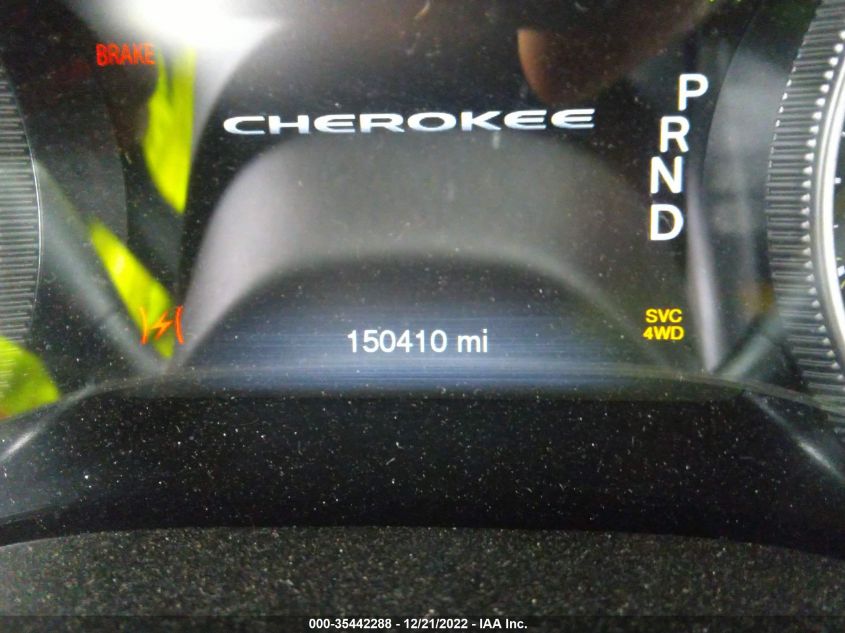 BRAKE
CHEROKEE
P
R
N
D
150410 mi
SVC
4WD
000-35442288 - 12/21/2022 - IAA Inc.